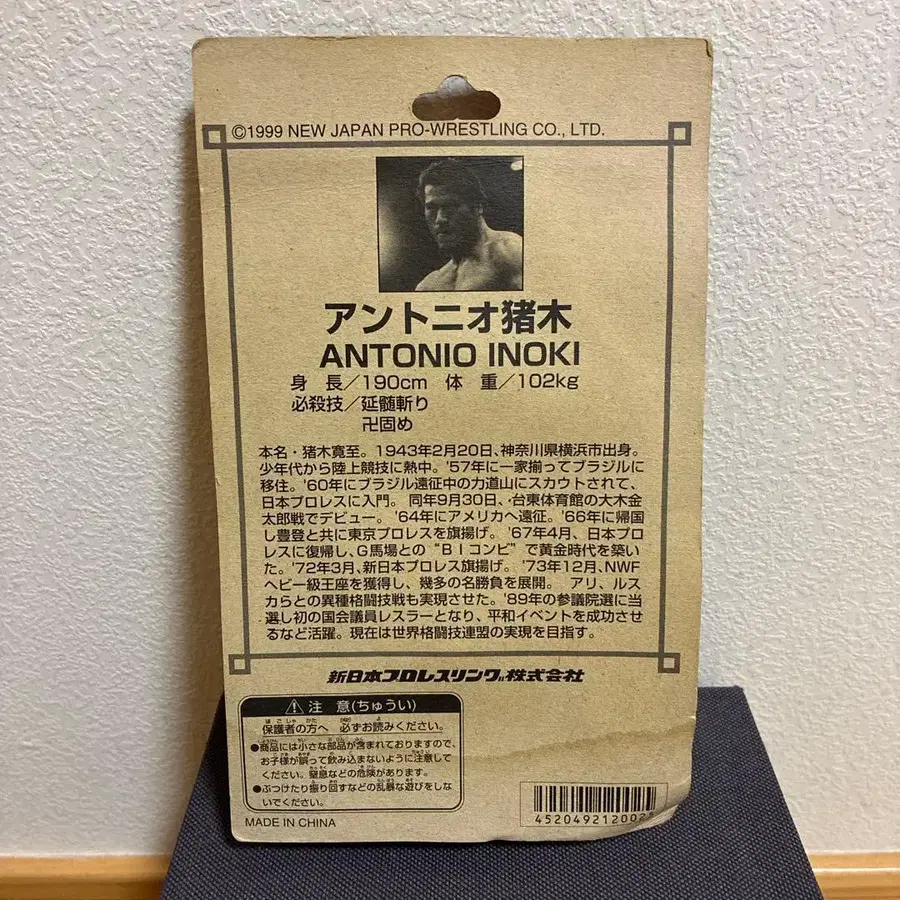 ©1999 NEW JAPAN PRO-WRESTLING CO., LTD.
アントニオ猪木
ANTONIO INOKI
身　長／190cm　体　重／102kg
必殺技／延髄斬り
卍固め
本名・猪木寛至。1943年2月20日、神奈川県横浜市出身。
少年代から陸上競技に熱中。'57年に一家揃ってブラジルに
移住。'60年にブラジル遠征中の力道山にスカウトされて、
日本プロレスに入門。 同年9月30日、台東体育館の大木金
太郎戦でデビュー。'64年にアメリカへ遠征。'66年に帰国
し豊登と共に東京プロレスを旗揚げ。'67年4月、日本プロ
レスに復帰し、G馬場との “BIコンビ” で黄金時代を築い
た。'72年3月、新日本プロレス旗揚げ。'73年12月、NWF
ヘビー級王座を獲得し、幾多の名勝負を展開。 アリ、ルス
カらとの異種格闘技戦も実現させた。'89年の参議院選に当
選し初の国会議員レスラーとなり、平和イベントを成功させ
るなど活躍。現在は世界格闘技連盟の実現を目指す。
新日本プロレスリング株式会社
注　意(ちゅうい)
保護者の方へ 必ずお読みください。
●商品には小さな部品が含まれておりますので、
お子様が誤って飲み込まないように注意して
ください。窒息などの危険があります。
●ぶつけたり振り回すなどの乱暴な遊びをしな
いでください。
MADE IN CHINA
452049212002